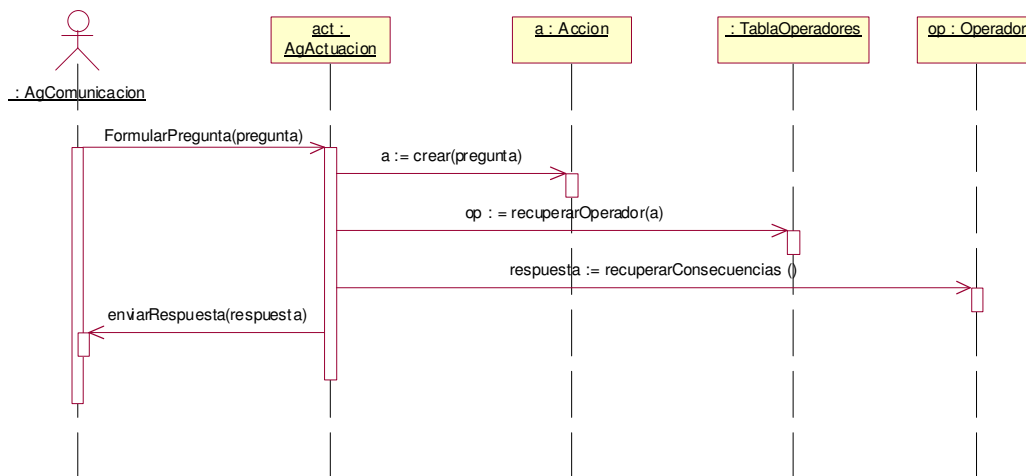 act :
AgActuacion
a : Accion
: TablaOperadores
op : Operador
: AgComunicacion
FormularPregunta(pregunta)
a := crear(pregunta)
op : = recuperarOperador(a)
respuesta := recuperarConsecuencias ()
enviarRespuesta(respuesta)